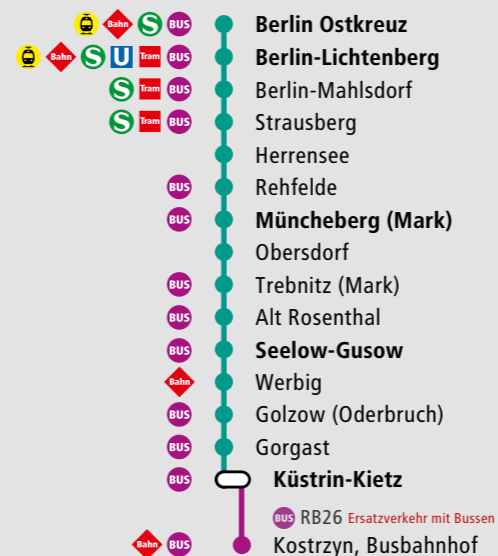 Bahn S BUS Berlin Ostkreuz
Bahn S U Tram BUS Berlin-Lichtenberg
S Tram BUS Berlin-Mahlsdorf
S Tram BUS Strausberg
Herrensee
BUS Rehfelde
BUS Müncheberg (Mark)
Obersdorf
BUS Trebnitz (Mark)
BUS Alt Rosenthal
BUS Seelow-Gusow
Bahn Werbig
BUS Golzow (Oderbruch)
BUS Gorgast
BUS Küstrin-Kietz
BUS RB26 Ersatzverkehr mit Bussen
Bahn BUS Kostrzyn, Busbahnhof